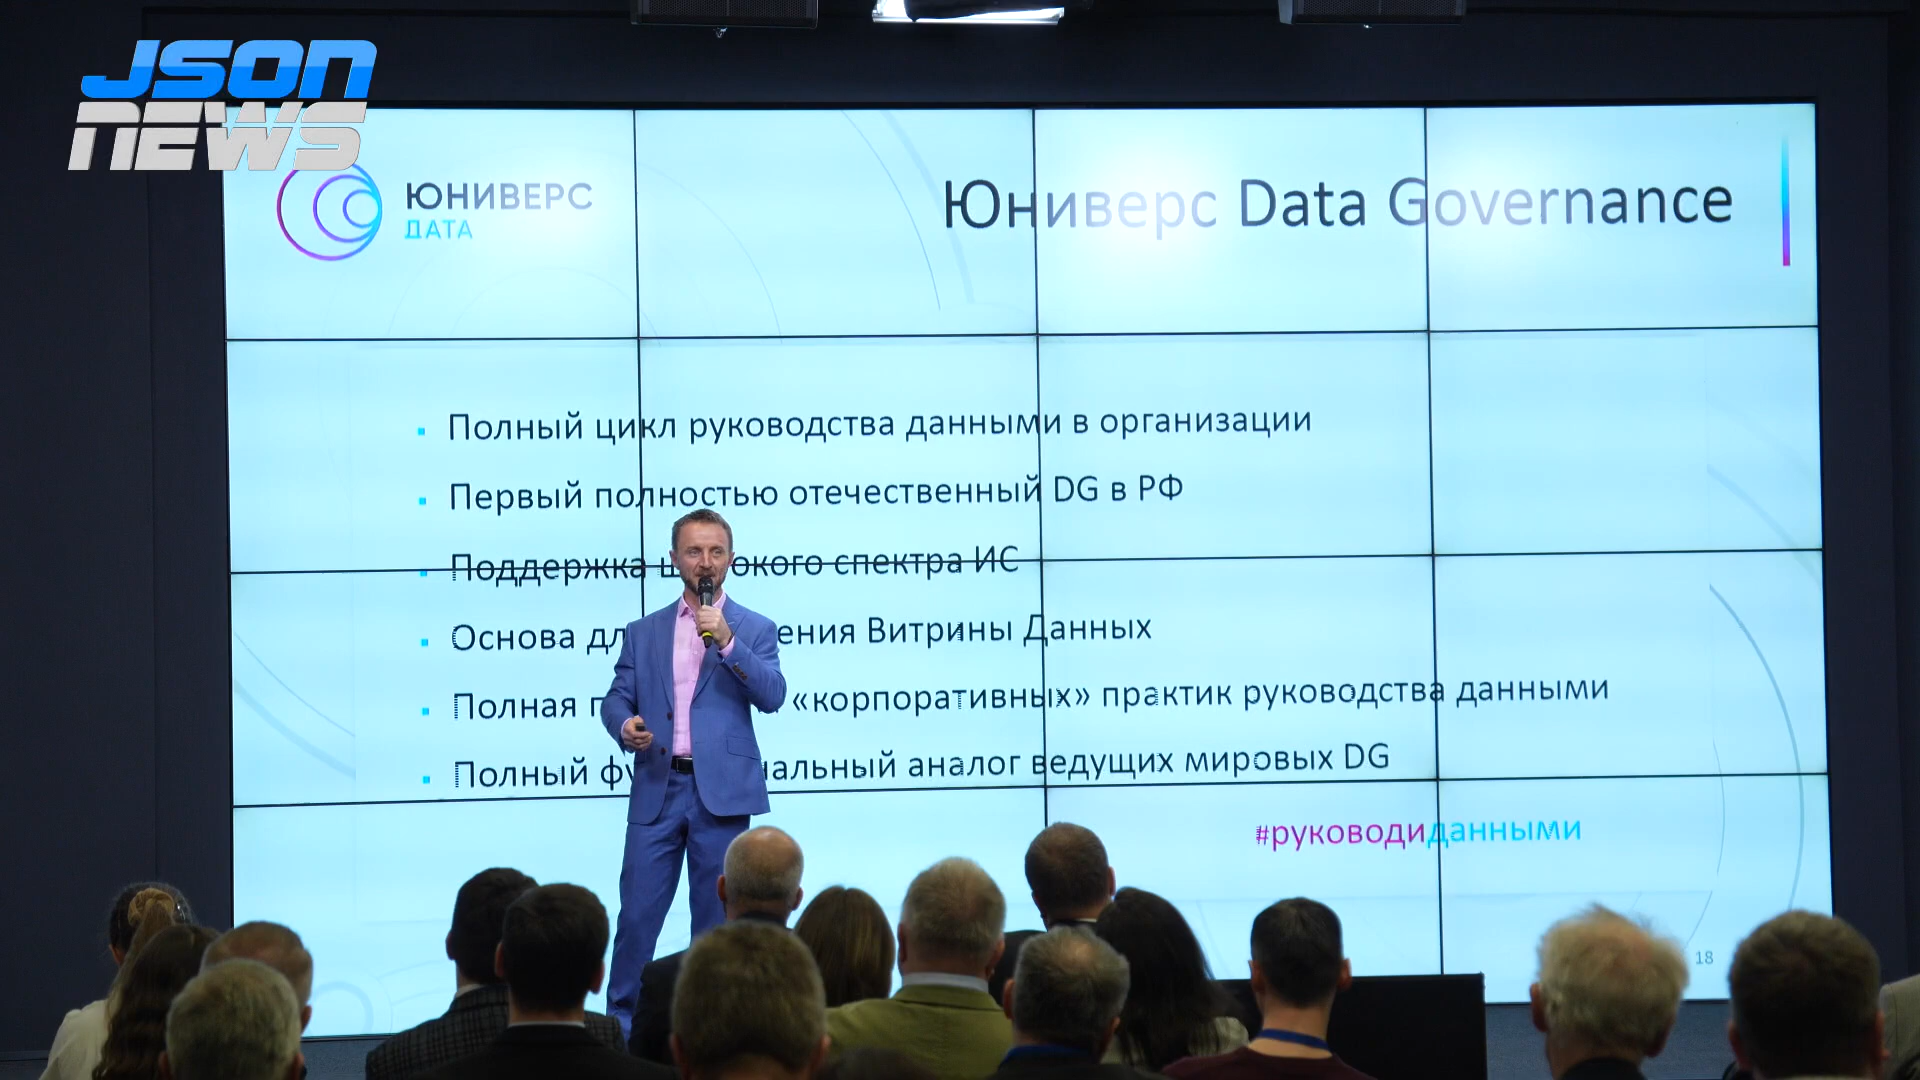 JSON
NEWS
ЮНИВЕРС
ДАТА
Юниверс Data Governance
Полный цикл руководства данными в организации
Первый полностью отечественный DG в РФ
Поддержка ш окого спектра ИС
Основа дл ения Витрины Данных
Полная п «корпоративных» практик руководства данными
Полный фу нальный аналог ведущих мировых DG
#руководиданными
18